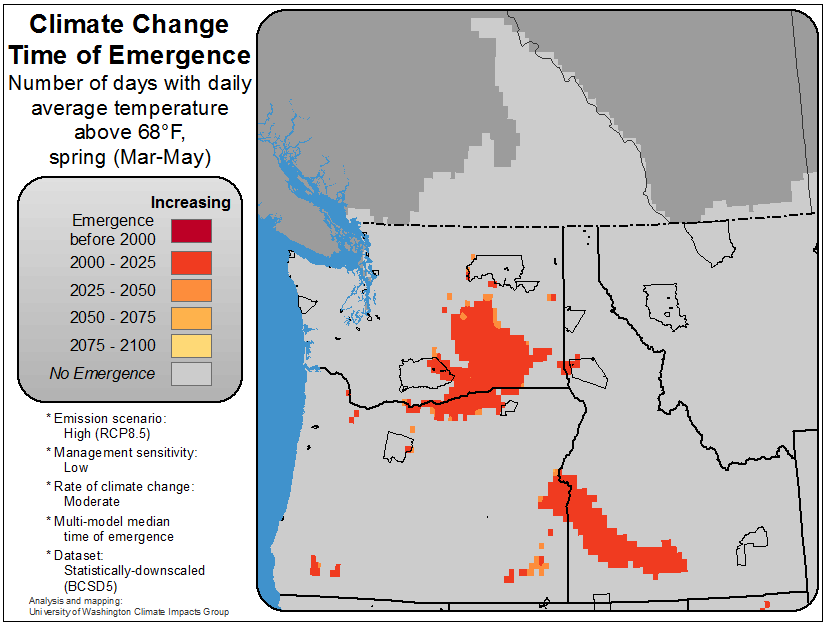 Climate Change
Time of Emergence
Number of days with daily
average temperature
above 68°F,
spring (Mar-May)
Increasing
Emergence
before 2000
2000 - 2025
2025 - 2050
2050 - 2075
2075 - 2100
No Emergence
* Emission scenario:
High (RCP8.5)
* Management sensitivity:
Low
* Rate of climate change:
Moderate
* Multi-model median
time of emergence
* Dataset:
Statistically-downscaled
(BCSD5)
Analysis and mapping:
University of Washington Climate Impacts Group